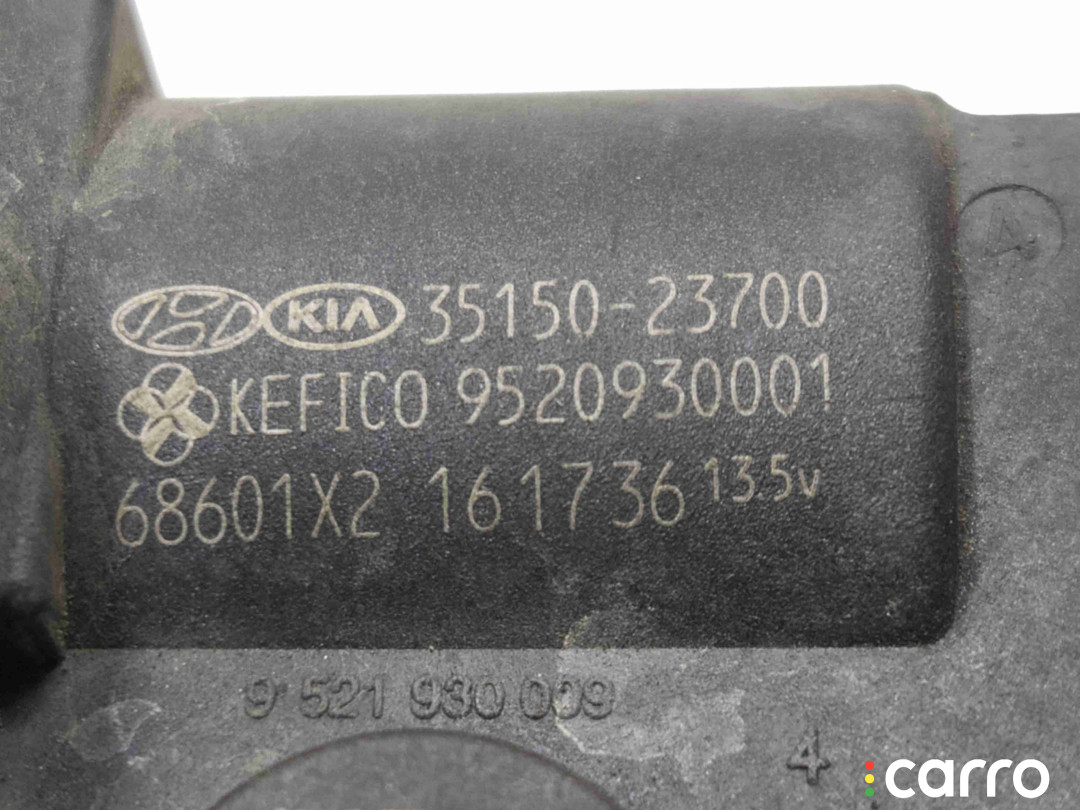 KIA 35150-23700
KEFICO 9520930001
68601X2 161736 13.5v
A
9 521 930 009
4
carro